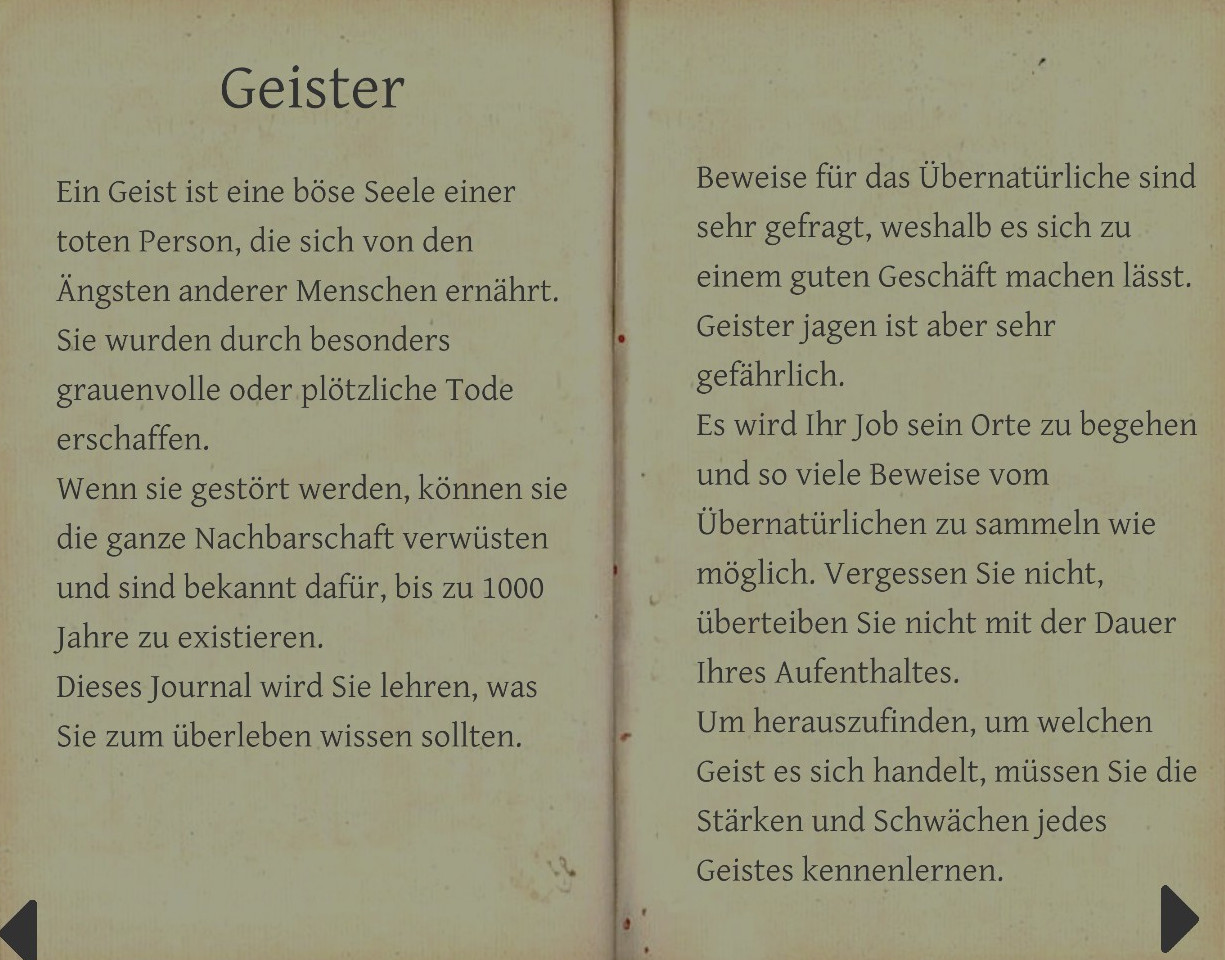 Geister
Ein Geist ist eine böse Seele einer
toten Person, die sich von den
Ängsten anderer Menschen ernährt.
Sie wurden durch besonders
grauenvolle oder plötzliche Tode
erschaffen.
Wenn sie gestört werden, können sie
die ganze Nachbarschaft verwüsten
und sind bekannt dafür, bis zu 1000
Jahre zu existieren.
Dieses Journal wird Sie lehren, was
Sie zum überleben wissen sollten.
Beweise für das Übernatürliche sind
sehr gefragt, weshalb es sich zu
einem guten Geschäft machen lässt.
Geister jagen ist aber sehr
gefährlich.
Es wird Ihr Job sein Orte zu begehen
und so viele Beweise vom
Übernatürlichen zu sammeln wie
möglich. Vergessen Sie nicht,
überteiben Sie nicht mit der Dauer
Ihres Aufenthaltes.
Um herauszufinden, um welchen
Geist es sich handelt, müssen Sie die
Stärken und Schwächen jedes
Geistes kennenlernen.